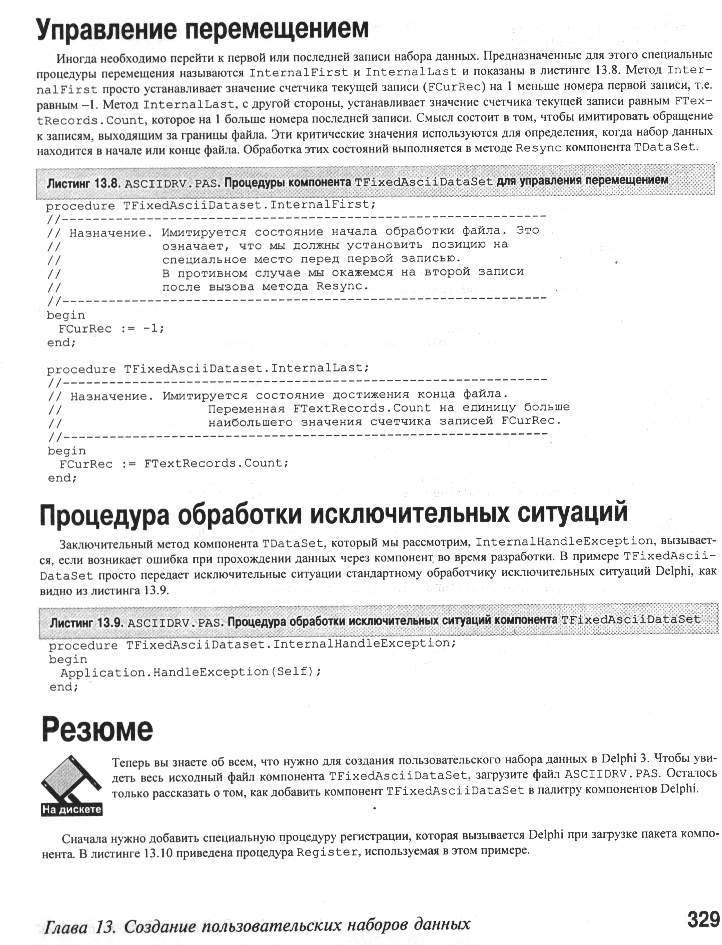 Управление перемещением
Иногда необходимо перейти к первой или последней записи набора данных. Предназначенные для этого специальные
процедуры перемещения называются InternalFirst и InternalLast и показаны в листинге 13.8. Метод Inter-
nalFirst просто устанавливает значение счетчика текущей записи (FCurRec) на 1 меньше номера первой записи, т.е.
равным –1. Метод InternalLast, с другой стороны, устанавливает значение счетчика текущей записи равным FTex-
tRecords.Count, которое на 1 больше номера последней записи. Смысл состоит в том, чтобы имитировать обращение
к записям, выходящим за границы файла. Эти критические значения используются для определения, когда набор данных
находится в начале или конце файла. Обработка этих состояний выполняется в методе Resync компонента TDataSet.
Листинг 13.8. ASCIIDRV.PAS. Процедуры компонента TFixedAsciiDataSet для управления перемещением
procedure TFixedAsciiDataset.InternalFirst;
//---------------------------------------------------------
// Назначение. Имитируется состояние начала обработки файла. Это
// означает, что мы должны установить позицию на
// специальное место перед первой записью.
// В противном случае мы окажемся на второй записи
// после вызова метода Resync.
//---------------------------------------------------------
begin
FCurRec := -1;
end;
procedure TFixedAsciiDataset.InternalLast;
//---------------------------------------------------------
// Назначение. Имитируется состояние достижения конца файла.
// Переменная FTextRecords.Count на единицу больше
// наибольшего значения счетчика записей FCurRec.
//---------------------------------------------------------
begin
FCurRec := FTextRecords.Count;
end;
Процедура обработки исключительных ситуаций
Заключительный метод компонента TDataSet, который мы рассмотрим, InternalHandleException, вызывает-
ся, если возникает ошибка при прохождении данных через компонент во время разработки. В примере TFixedAscii-
DataSet просто передает исключительные ситуации стандартному обработчику исключительных ситуаций Delphi, как
видно из листинга 13.9.
Листинг 13.9. ASCIIDRV.PAS. Процедура обработки исключительных ситуаций компонента TFixedAsciiDataSet
procedure TFixedAsciiDataset.InternalHandleException;
begin
Application.HandleException(Self);
end;
Резюме
Теперь вы знаете об всем, что нужно для создания пользовательского набора данных в Delphi 3. Чтобы уви-
деть весь исходный файл компонента TFixedAsciiDataSet, загрузите файл ASCIIDRV.PAS. Осталось
только рассказать о том, как добавить компонент TFixedAsciiDataSet в палитру компонентов Delphi.
На дискете
Сначала нужно добавить специальную процедуру регистрации, которая вызывается Delphi при загрузке пакета компо-
нента. В листинге 13.10 приведена процедура Register, используемая в этом примере.
Глава 13. Создание пользовательских наборов данных
329